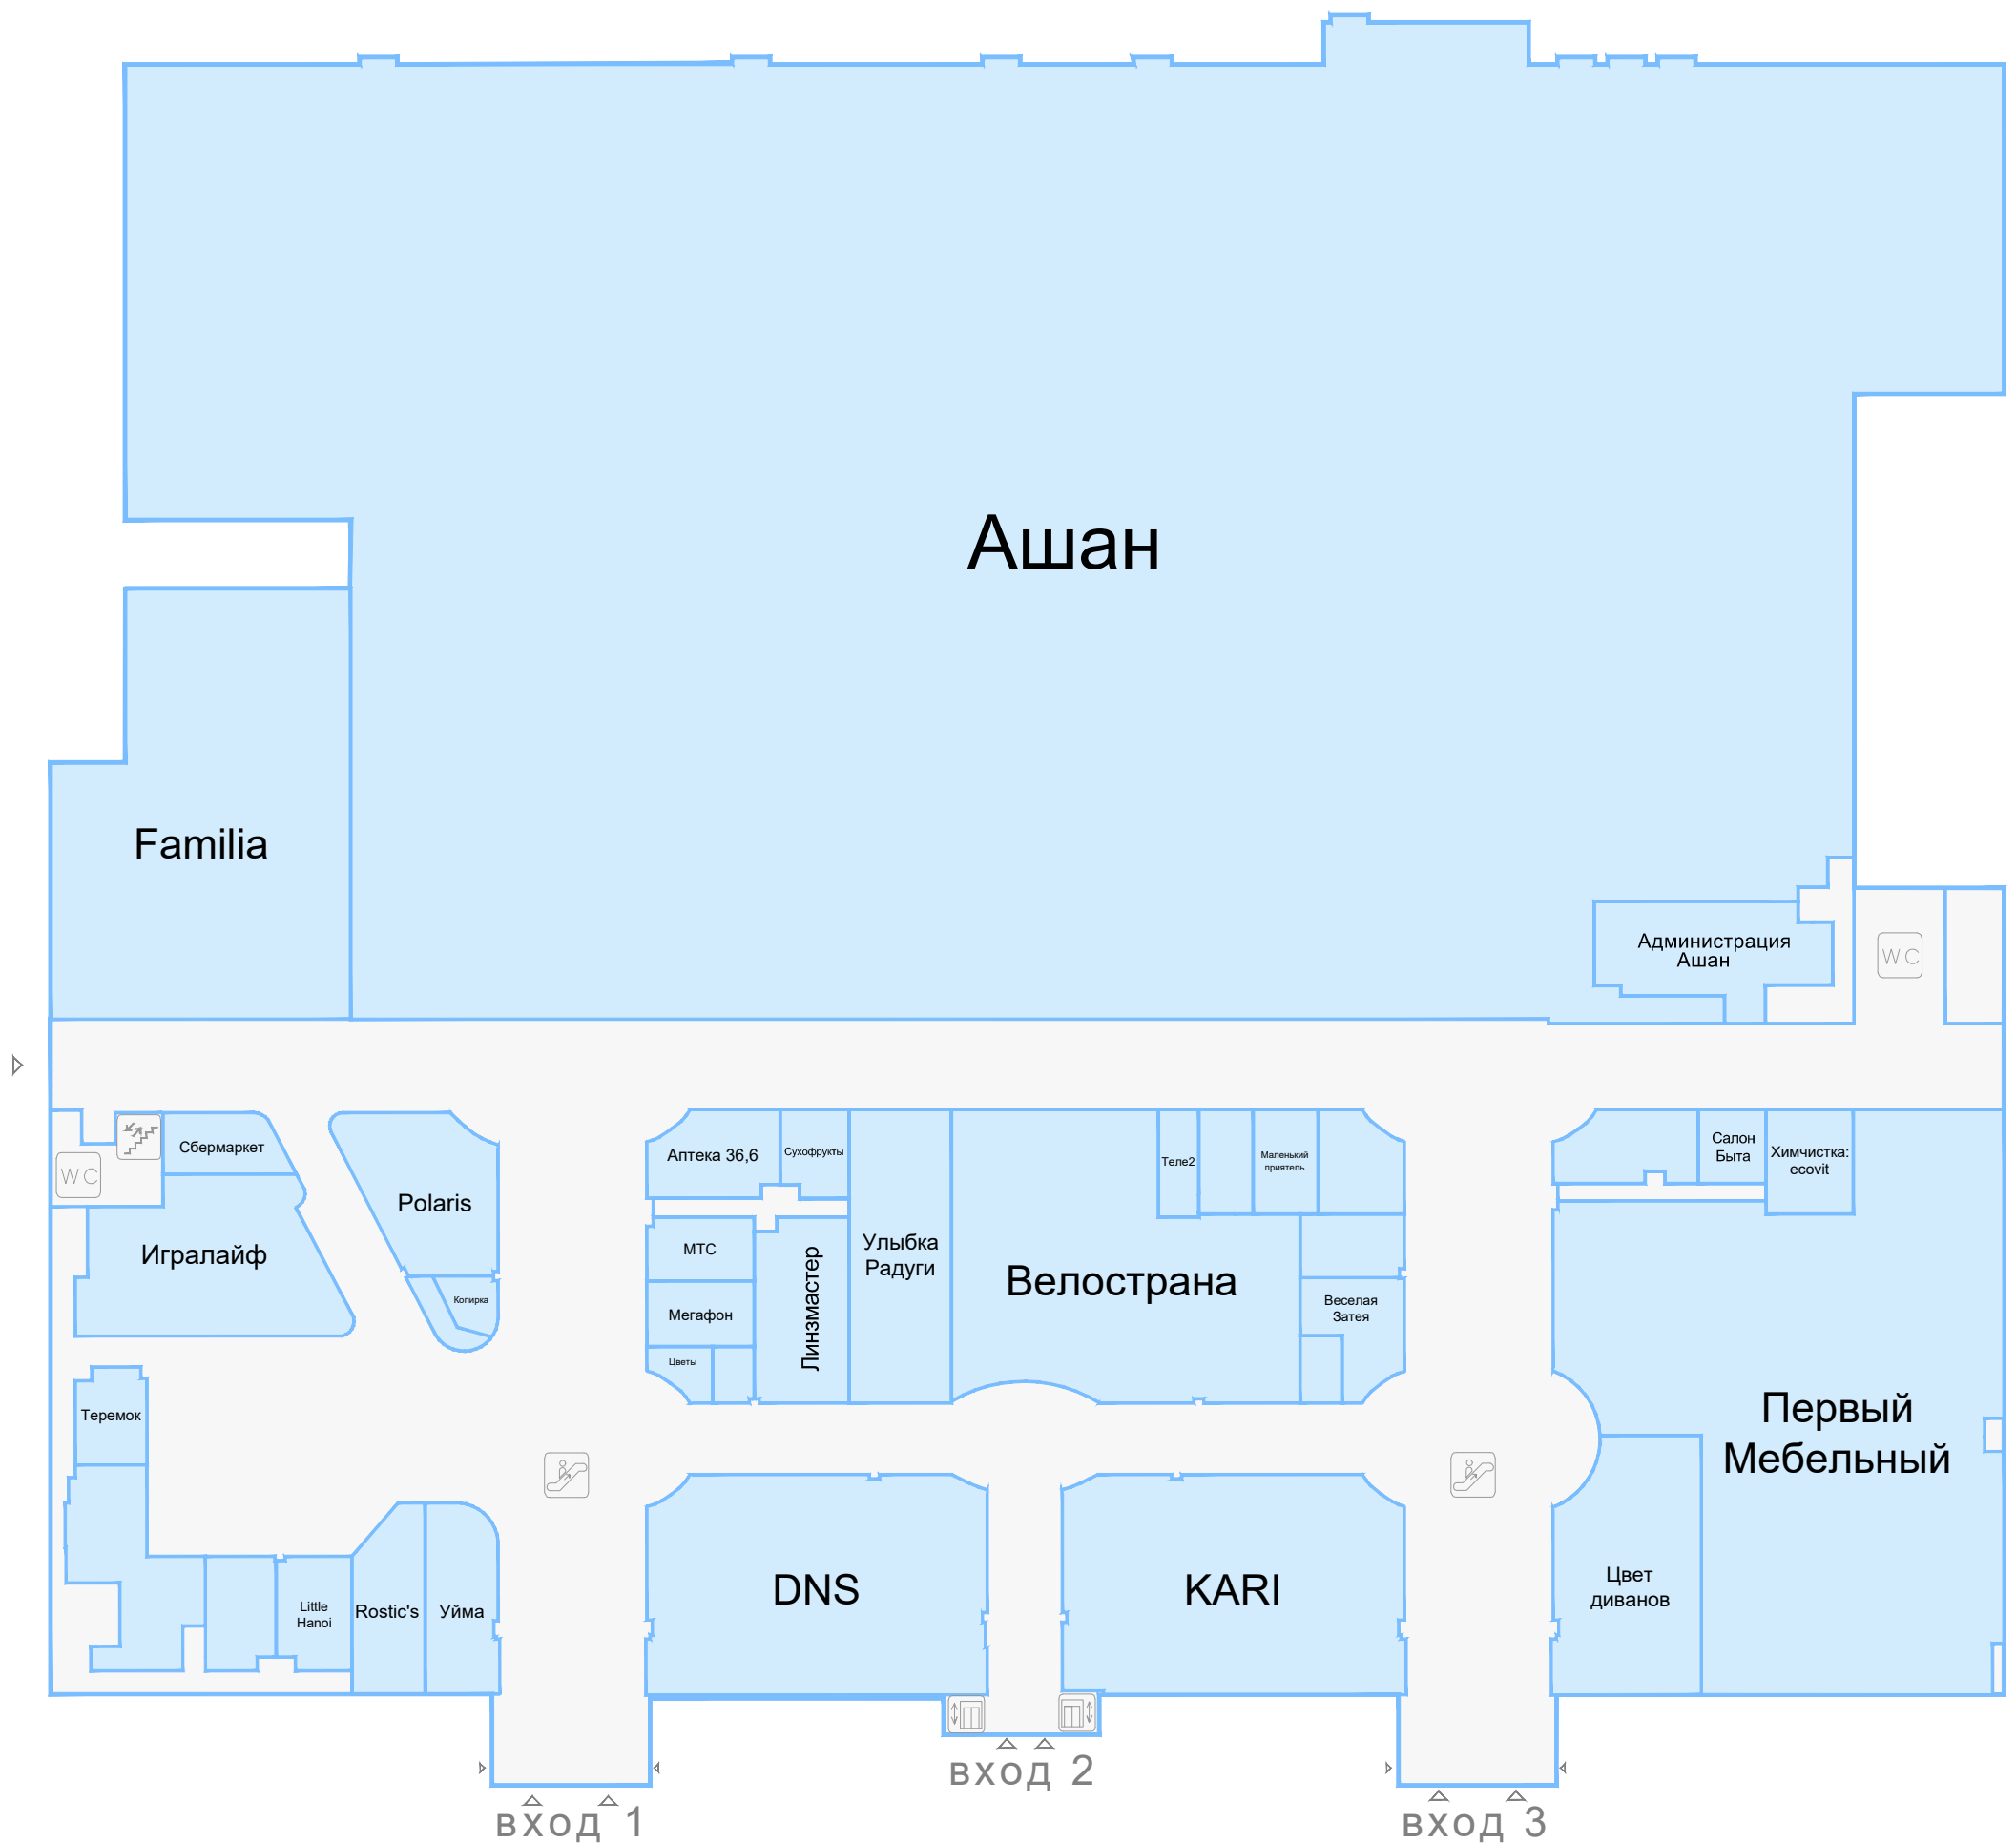 Ашан
Familia
Администрация
Ашан
WC
WC
Сбермаркет
Polaris
Игралайф
Копирка
Аптека 36,6
Сухофрукты
МТС
Мегафон
Цветы
Линзмастер
Улыбка
Радуги
Велострана
Теле2
Маленький
приятель
Веселая
Затея
Салон
Быта
Химчистка:
ecovit
Первый
Мебельный
Теремок
Little
Hanoi
Rostic's
Уйма
DNS
KARI
Цвет
диванов
вход 1
вход 2
вход 3